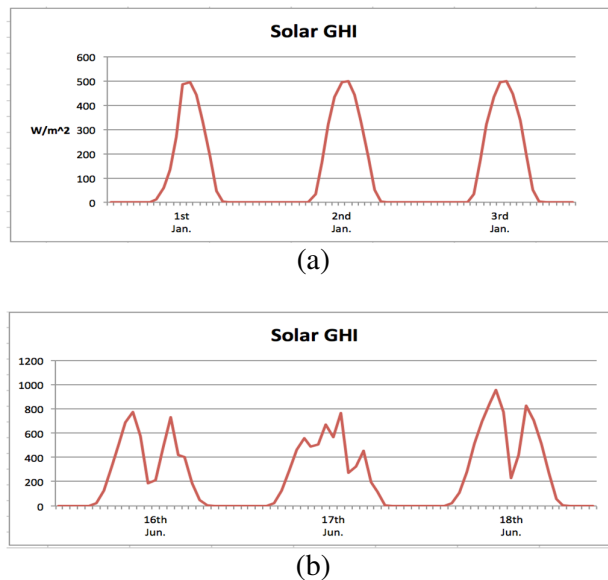 Solar GHI
600
500
400
W/m^2
300
200
100
0
1st 2nd 3rd
Jan. Jan. Jan.
(a)
Solar GHI
1200
1000
800
600
400
200
0
16th 17th 18th
Jun. Jun. Jun.
(b)